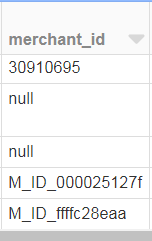 merchant_id
30910695
null
null
M_ID_000025127f
M_ID_ffffc28eaa